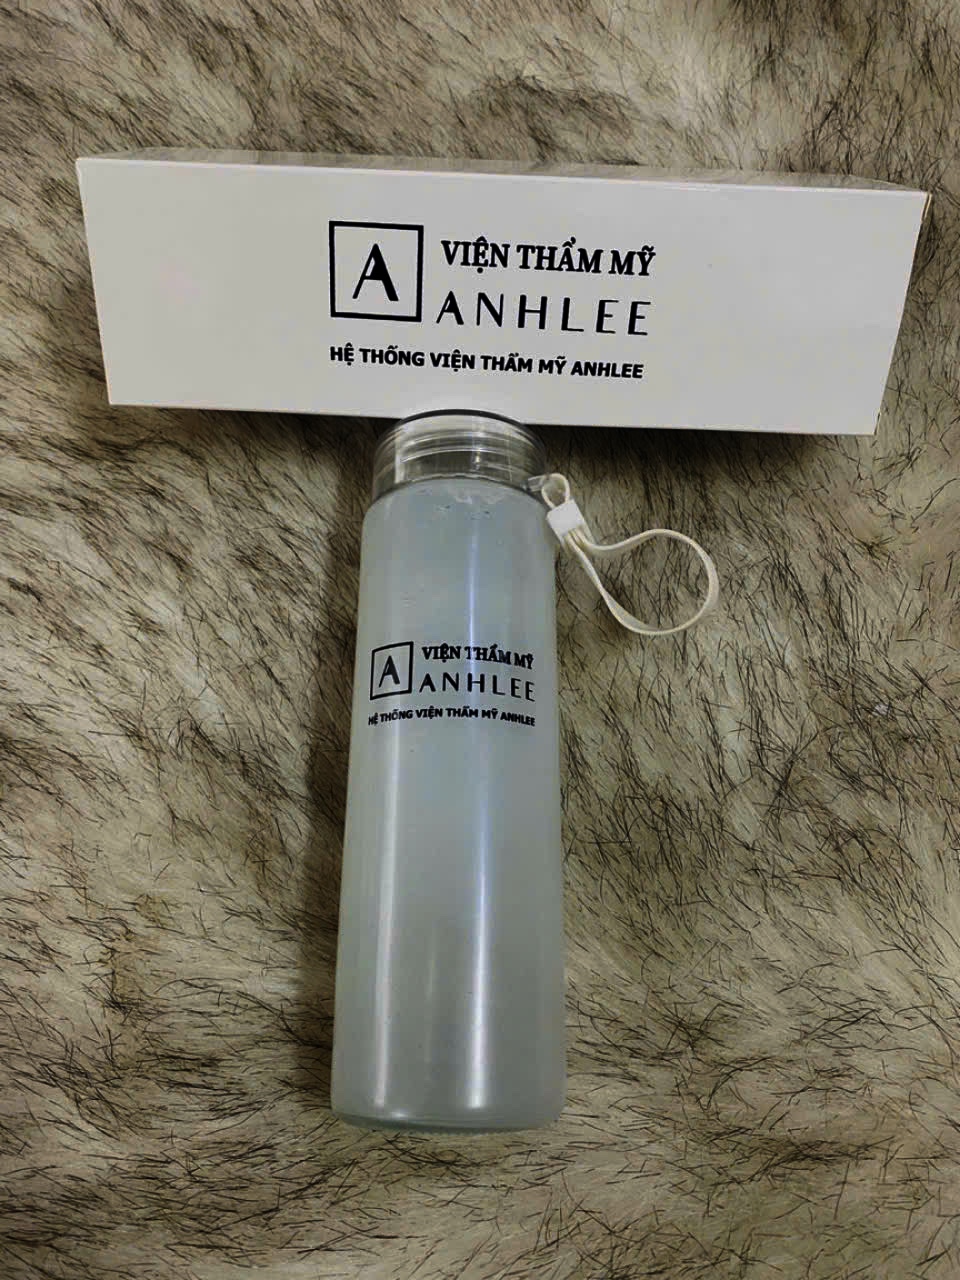 A
VIỆN THẨM MỸ
ANHLEE
HỆ THỐNG VIỆN THẨM MỸ ANHLEE
A
VIỆN THẨM MỸ
ANHLEE
HỆ THỐNG VIỆN THẨM MỸ ANHLEE